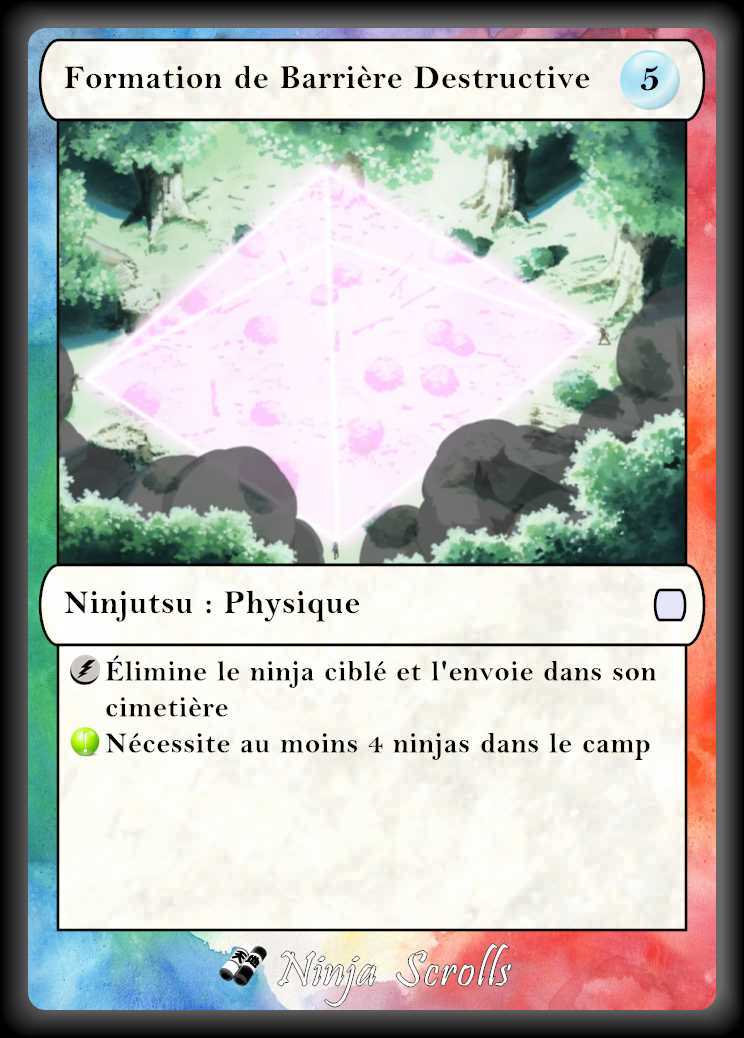 Formation de Barrière Destructive 5
Ninjutsu : Physique
Élimine le ninja ciblé et l'envoie dans son
cimetière
Nécessite au moins 4 ninjas dans le camp
Ninja Scrolls